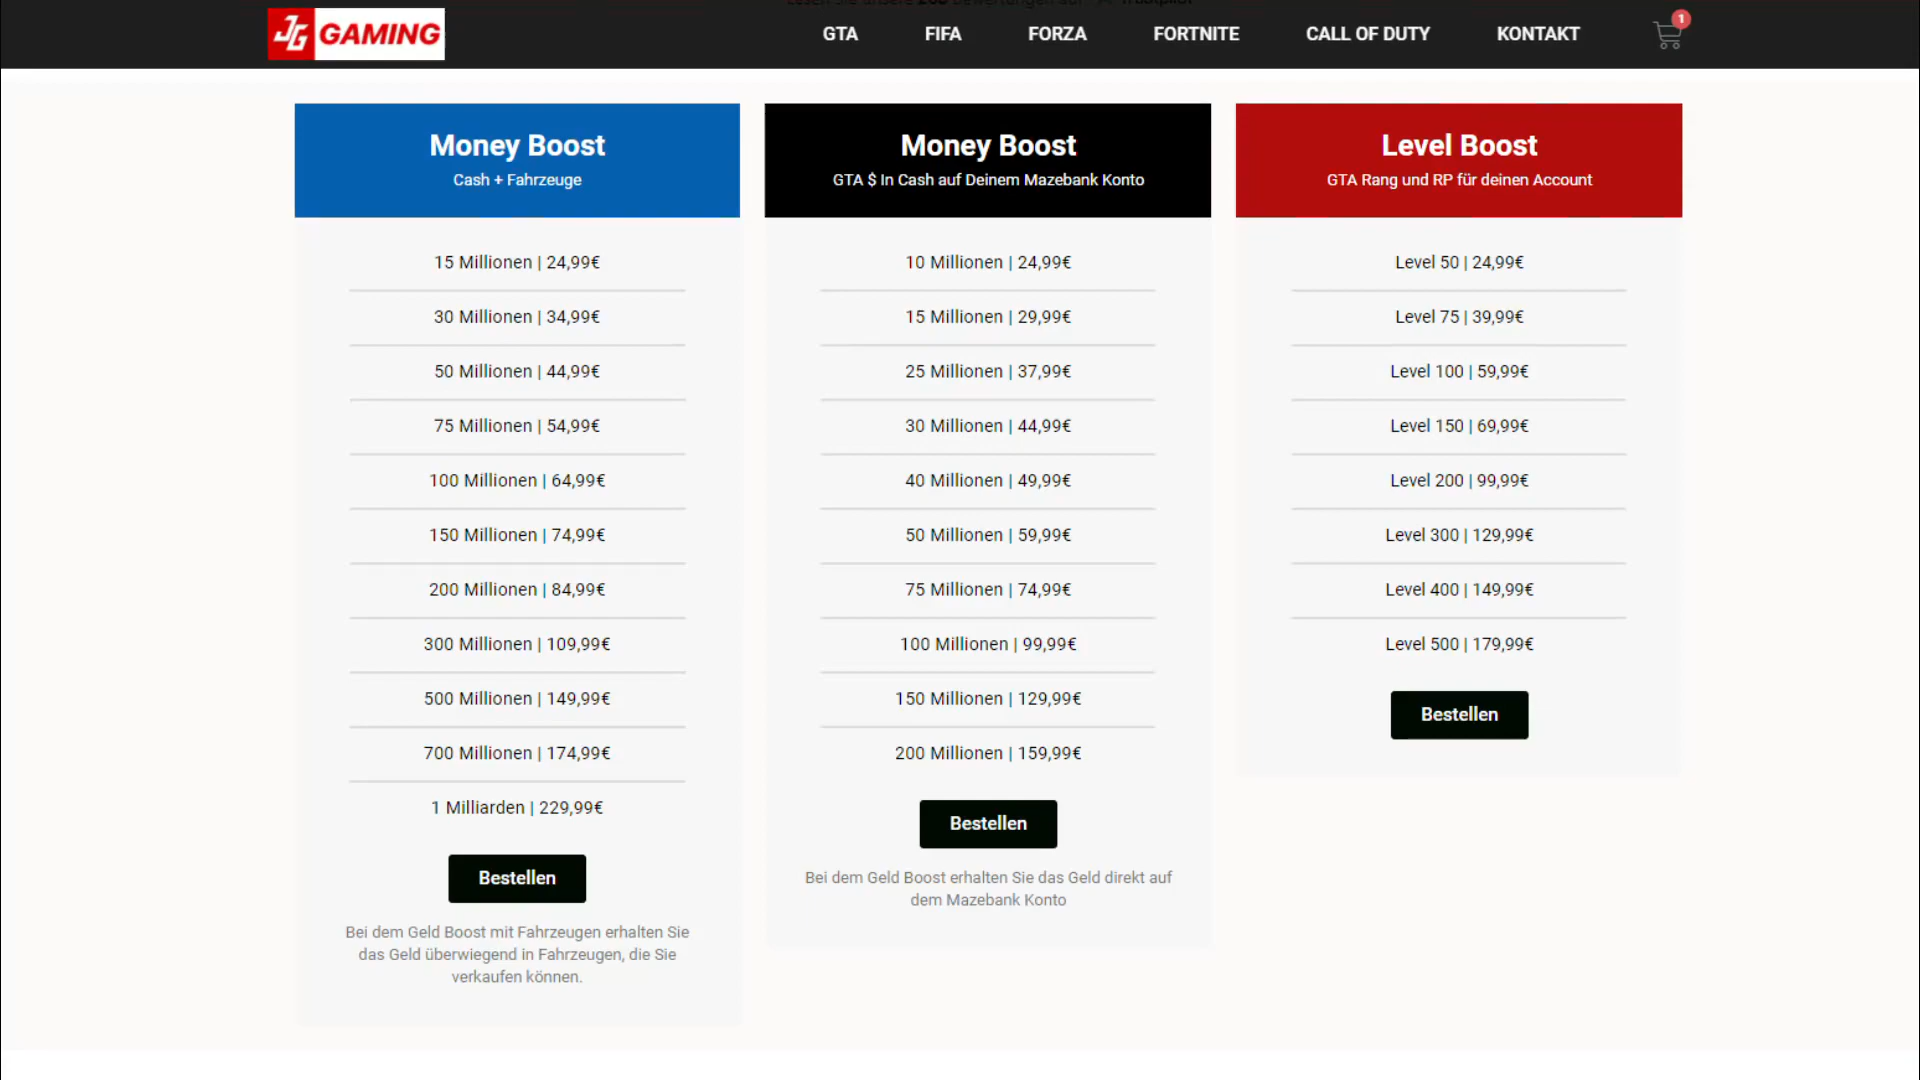 JG GAMING
GTA
FIFA
FORZA
FORTNITE
CALL OF DUTY
KONTAKT
1
Money Boost
Cash + Fahrzeuge
15 Millionen | 24,99€
30 Millionen | 34,99€
50 Millionen | 44,99€
75 Millionen | 54,99€
100 Millionen | 64,99€
150 Millionen | 74,99€
200 Millionen | 84,99€
300 Millionen | 109,99€
500 Millionen | 149,99€
700 Millionen | 174,99€
1 Milliarden | 229,99€
Bestellen
Bei dem Geld Boost mit Fahrzeugen erhalten Sie
das Geld überwiegend in Fahrzeugen, die Sie
verkaufen können.
Money Boost
GTA $ In Cash auf Deinem Mazebank Konto
10 Millionen | 24,99€
15 Millionen | 29,99€
25 Millionen | 37,99€
30 Millionen | 44,99€
40 Millionen | 49,99€
50 Millionen | 59,99€
75 Millionen | 74,99€
100 Millionen | 99,99€
150 Millionen | 129,99€
200 Millionen | 159,99€
Bestellen
Bei dem Geld Boost erhalten Sie das Geld direkt auf
dem Mazebank Konto
Level Boost
GTA Rang und RP für deinen Account
Level 50 | 24,99€
Level 75 | 39,99€
Level 100 | 59,99€
Level 150 | 69,99€
Level 200 | 99,99€
Level 300 | 129,99€
Level 400 | 149,99€
Level 500 | 179,99€
Bestellen